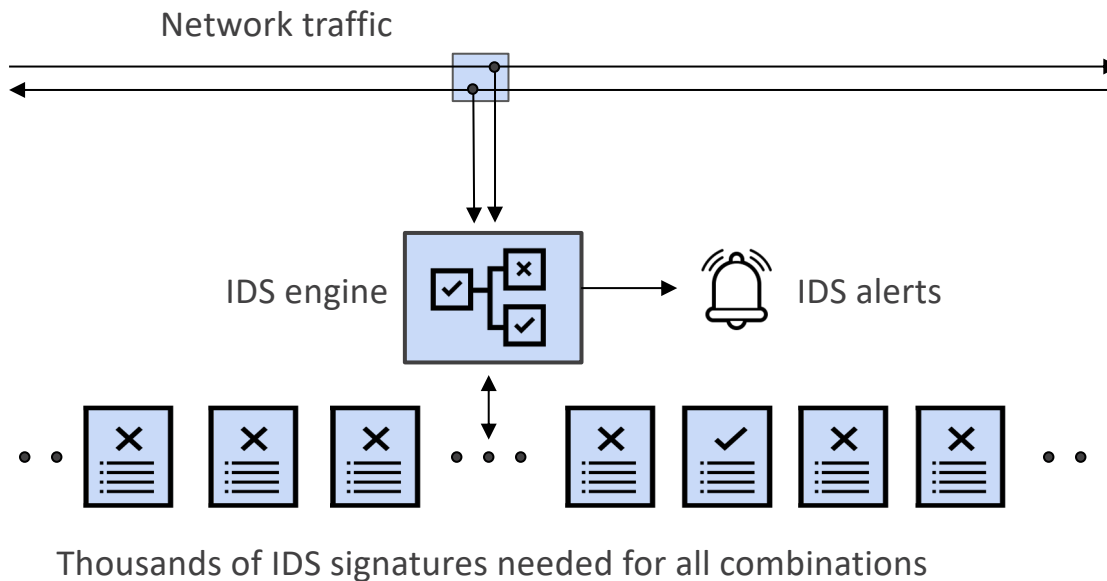 Network traffic
IDS engine
IDS alerts
Thousands of IDS signatures needed for all combinations